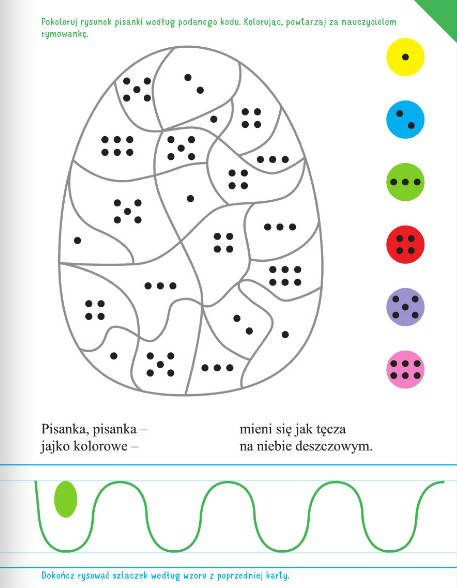 Pokoloruj rysunek pisanki według podanego kodu. Kolorując, powtarzaj za nauczycielem
rymowankę.
Pisanka, pisanka –
jajko kolorowe –
mieni się jak tęcza
na niebie deszczowym.
Dokończ rysować szlaczek według wzoru z poprzedniej karty.